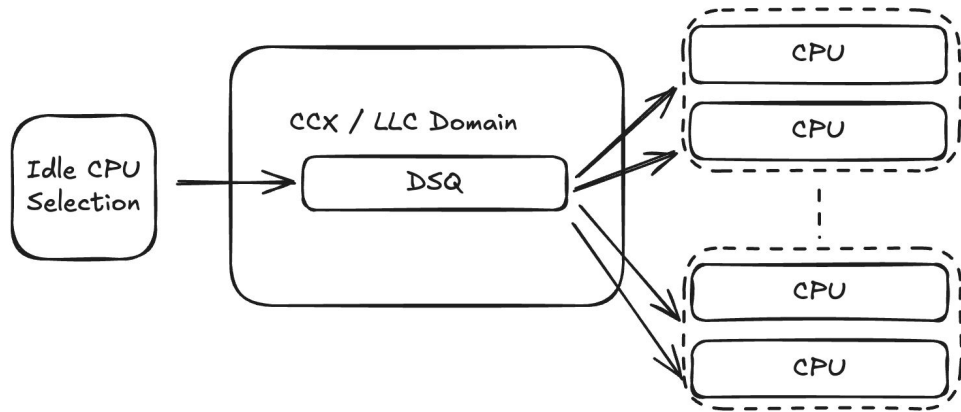 Idle CPU
Selection
CCX / LLC Domain
DSQ
CPU
CPU
CPU
CPU